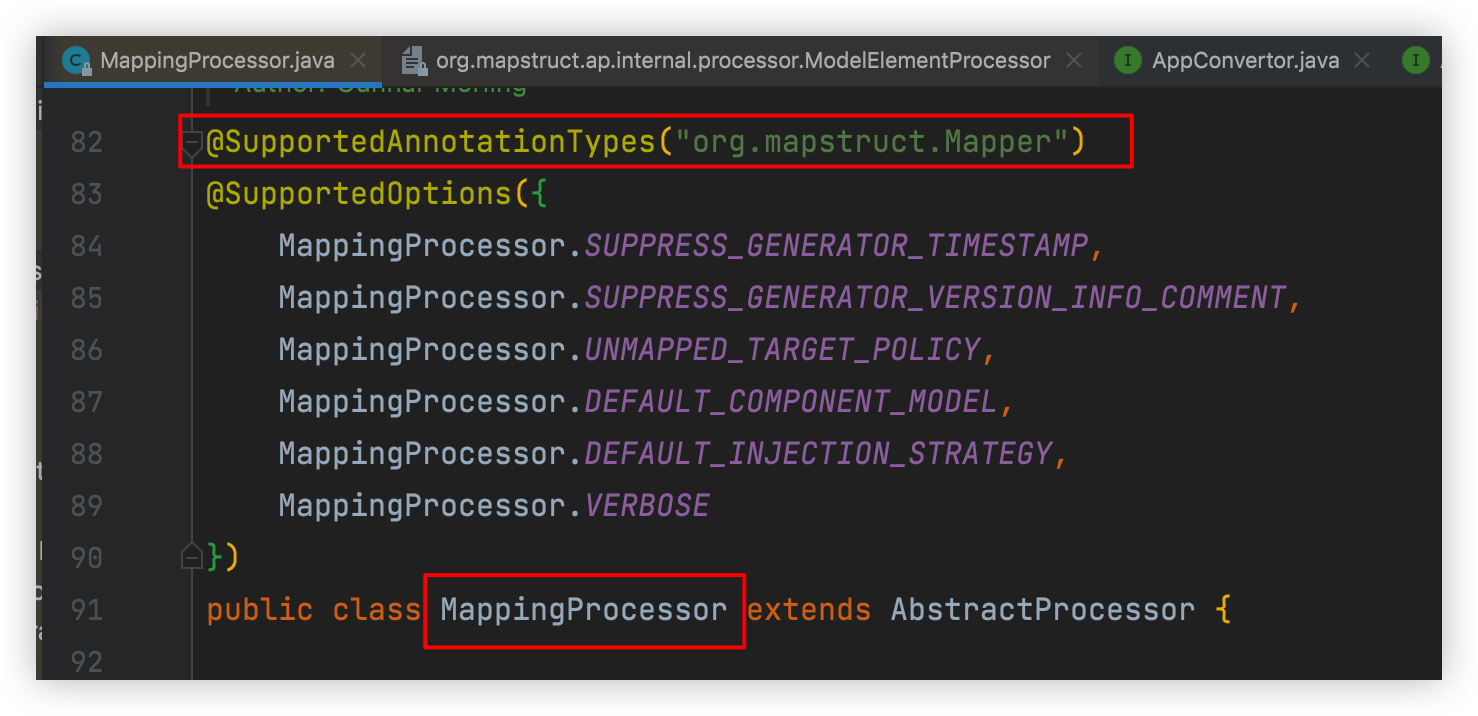 MappingProcessor.java org.mapstruct.ap.internal.processor.ModelElementProcessor AppConvertor.java
82 @SupportedAnnotationTypes("org.mapstruct.Mapper")
83 @SupportedOptions({
84 MappingProcessor.SUPPRESS_GENERATOR_TIMESTAMP,
85 MappingProcessor.SUPPRESS_GENERATOR_VERSION_INFO_COMMENT,
86 MappingProcessor.UNMAPPED_TARGET_POLICY,
87 MappingProcessor.DEFAULT_COMPONENT_MODEL,
88 MappingProcessor.DEFAULT_INJECTION_STRATEGY,
89 MappingProcessor.VERBOSE
90 })
91 public class MappingProcessor extends AbstractProcessor {
92